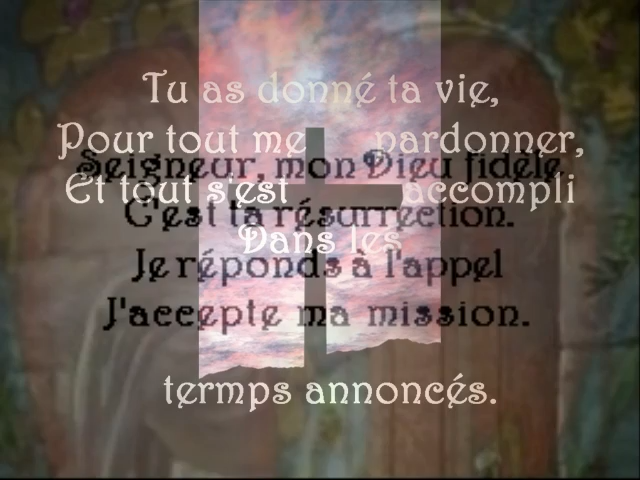 Tu as donné ta vie,
Pour tout me pardonner,
Seigneur, mon Dieu fidèle
Et tout s'est accompli
C'est ta résurrection.
Dans les
Je réponds à l'appel
J'accepte ma mission.
termps annoncés.